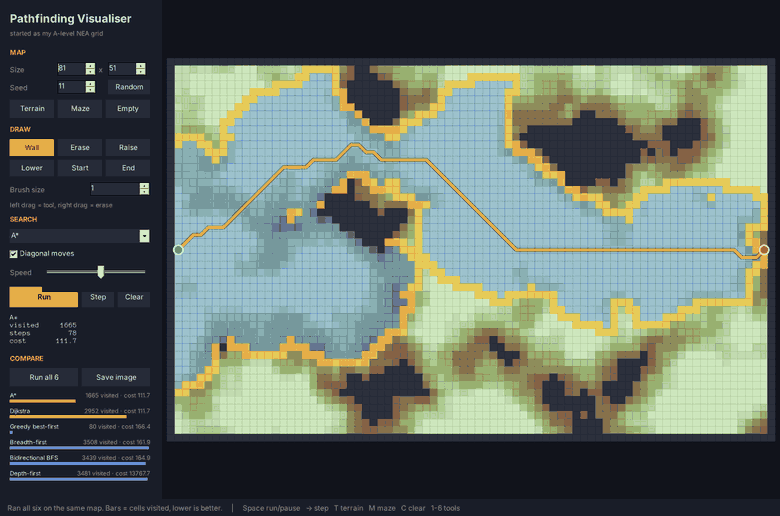 Pathfinding Visualiser
started as my A-level NEA grid
MAP
Size 81 x 51
Seed 11 Random
Terrain Maze Empty
DRAW
Wall Erase Raise
Lower Start End
Brush size 1
left drag = tool, right drag = erase
SEARCH
A*
Diagonal moves
Speed
Run Step Clear
A*
visited 1665
steps 78
cost 111.7
COMPARE
Run all 6 Save image
A* 1665 visited · cost 111.7
Dijkstra 2952 visited · cost 111.7
Greedy best-first 80 visited · cost 166.4
Breadth-first 3508 visited · cost 161.9
Bidirectional BFS 3439 visited · cost 164.9
Depth-first 3481 visited · cost 13767.7
Ran all six on the same map. Bars = cells visited, lower is better. | Space run/pause → step T terrain M maze C clear 1-6 tools